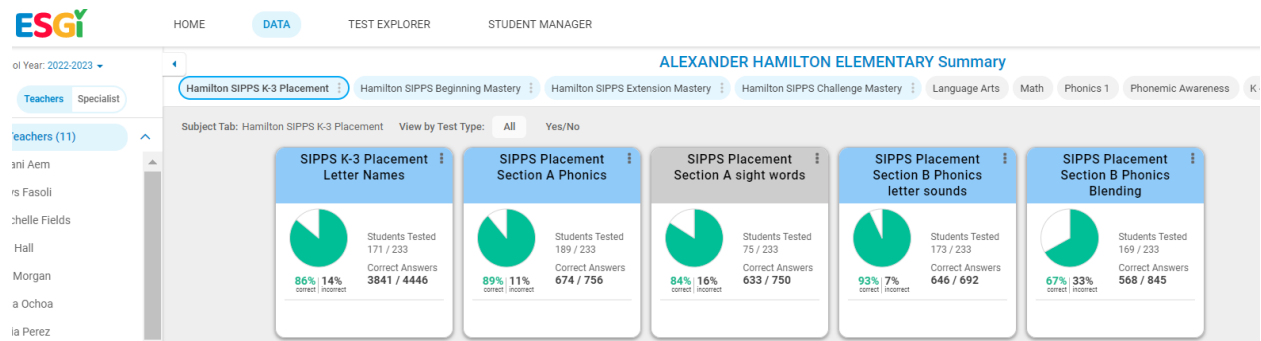 ESGi
HOME DATA TEST EXPLORER STUDENT MANAGER
ol Year: 2022-2023
ALEXANDER HAMILTON ELEMENTARY Summary
Hamilton SIPPS K-3 Placement Hamilton SIPPS Beginning Mastery Hamilton SIPPS Extension Mastery Hamilton SIPPS Challenge Mastery Language Arts Math Phonics 1 Phonemic Awareness K
Teachers Specialist
Subject Tab: Hamilton SIPPS K-3 Placement View by Test Type: All Yes/No
eachers (11)
ani Aem
s Fasoli
chelle Fields
Hall
Morgan
a Ochoa
ia Perez
SIPPS K-3 Placement
Letter Names
Students Tested
171 / 233
Correct Answers
3841 / 4446
86% 14%
correct incorrect
SIPPS Placement
Section A Phonics
Students Tested
189 / 233
Correct Answers
674 / 756
89% 11%
correct incorrect
SIPPS Placement
Section A sight words
Students Tested
75 / 233
Correct Answers
633 / 750
84% 16%
correct incorrect
SIPPS Placement
Section B Phonics
letter sounds
Students Tested
173 / 233
Correct Answers
646 / 692
93% 7%
correct incorrect
SIPPS Placement
Section B Phonics
Blending
Students Tested
169 / 233
Correct Answers
568 / 845
67% 33%
correct incorrect